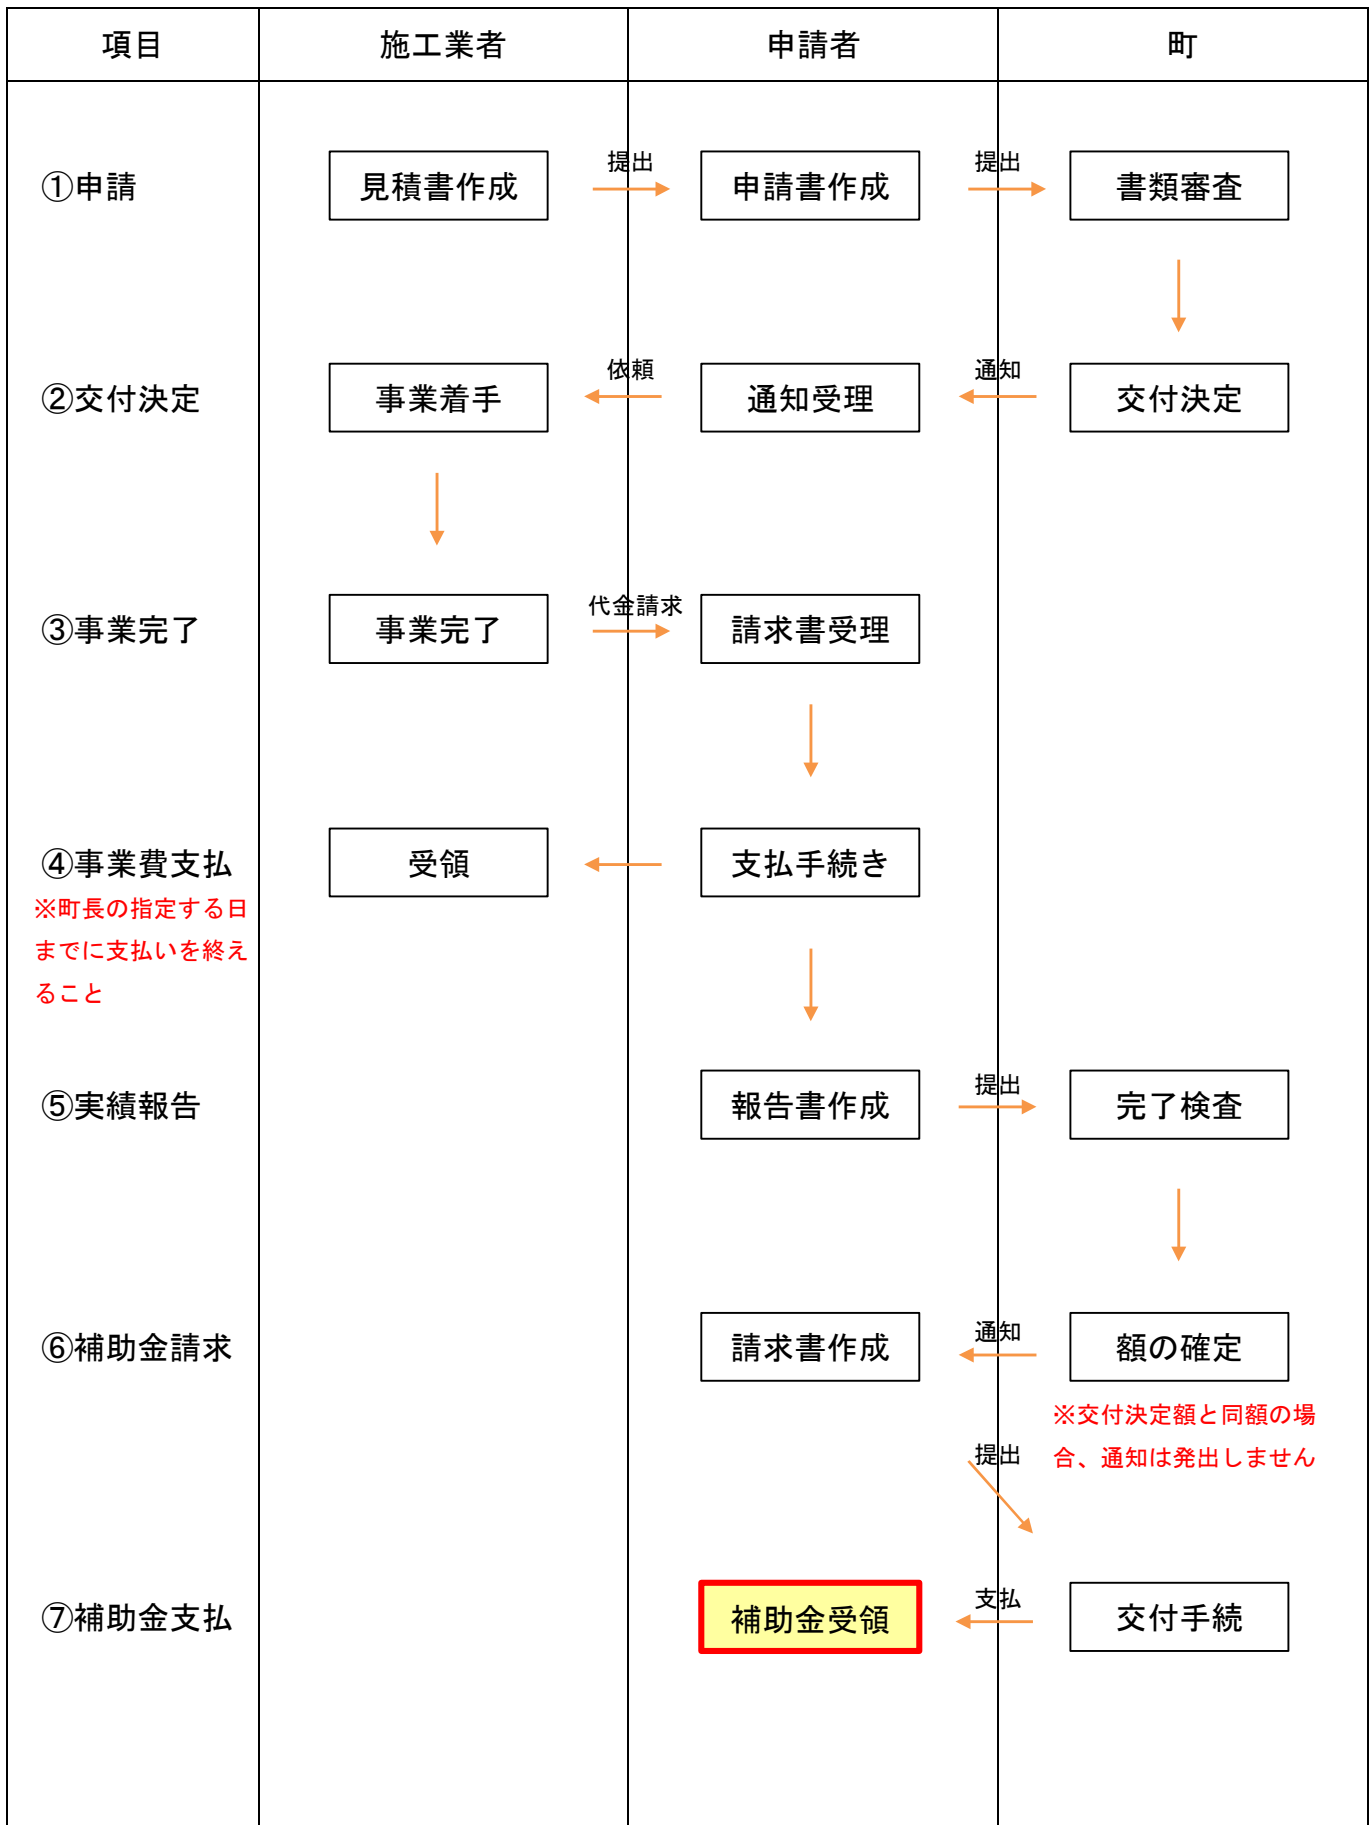 項目 施工業者 申請者 町
提出 提出
①申請 見積書作成 申請書作成 書類審査
依頼 通知
②交付決定 事業着手 通知受理 交付決定
代金請求
③事業完了 事業完了 請求書受理
④事業費支払 受領 支払手続き
※町長の指定する日
までに支払いを終え
ること
提出
⑤実績報告 報告書作成 完了検査
通知
⑥補助金請求 請求書作成 額の確定
※交付決定額と同額の場
合、通知は発出しません
提出
支払
⑦補助金支払 補助金受領 交付手続